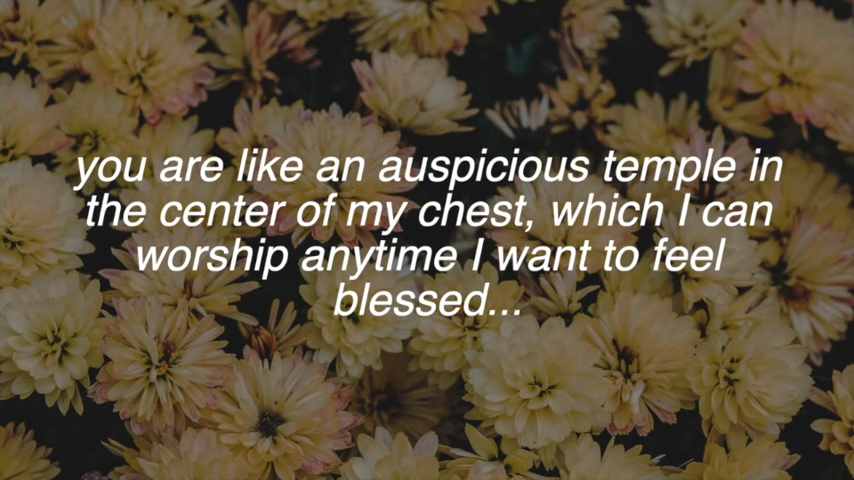 you are like an auspicious temple in
the center of my chest, which I can
worship anytime I want to feel
blessed...